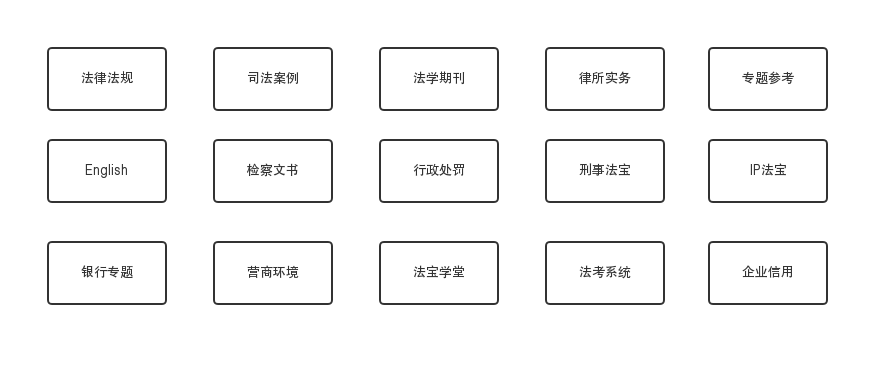 法律法规
司法案例
法学期刊
律所实务
专题参考
English
检察文书
行政处罚
刑事法宝
IP法宝
银行专题
营商环境
法宝学堂
法考系统
企业信用